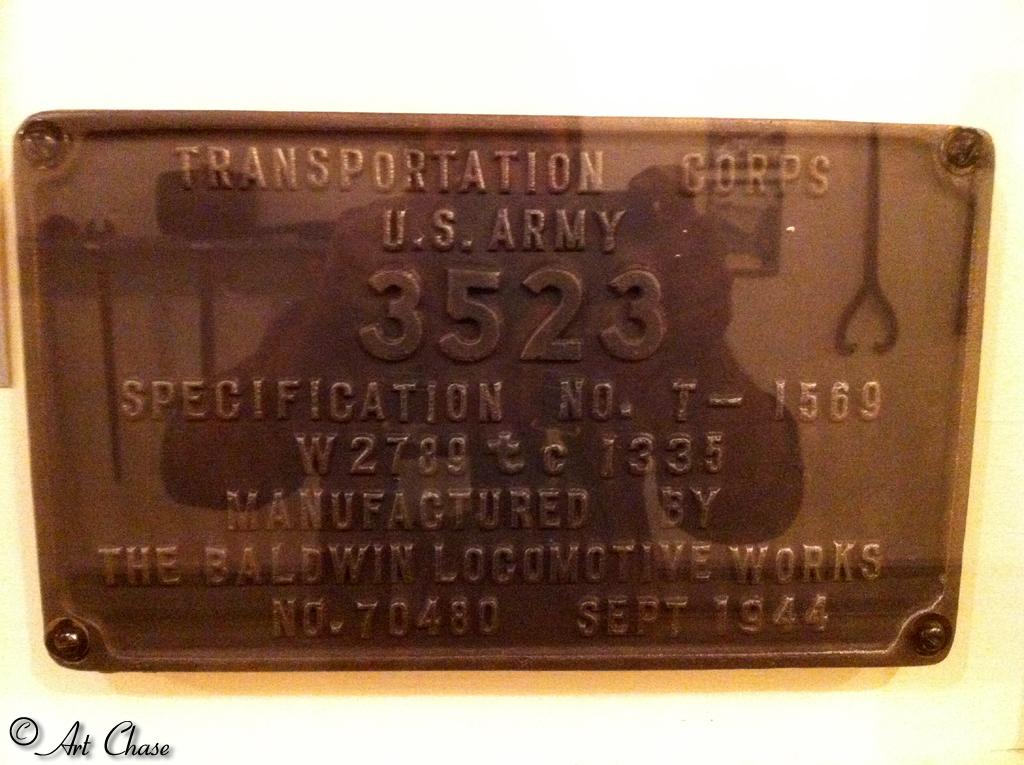 TRANSPORTATION CORPS
U.S. ARMY
3523
SPECIFICATION NO. T- 1569
W2789 tc 1335
MANUFACTURED BY
THE BALDWIN LOCOMOTIVE WORKS
NO. 70480 SEPT 1944
© Art Chase